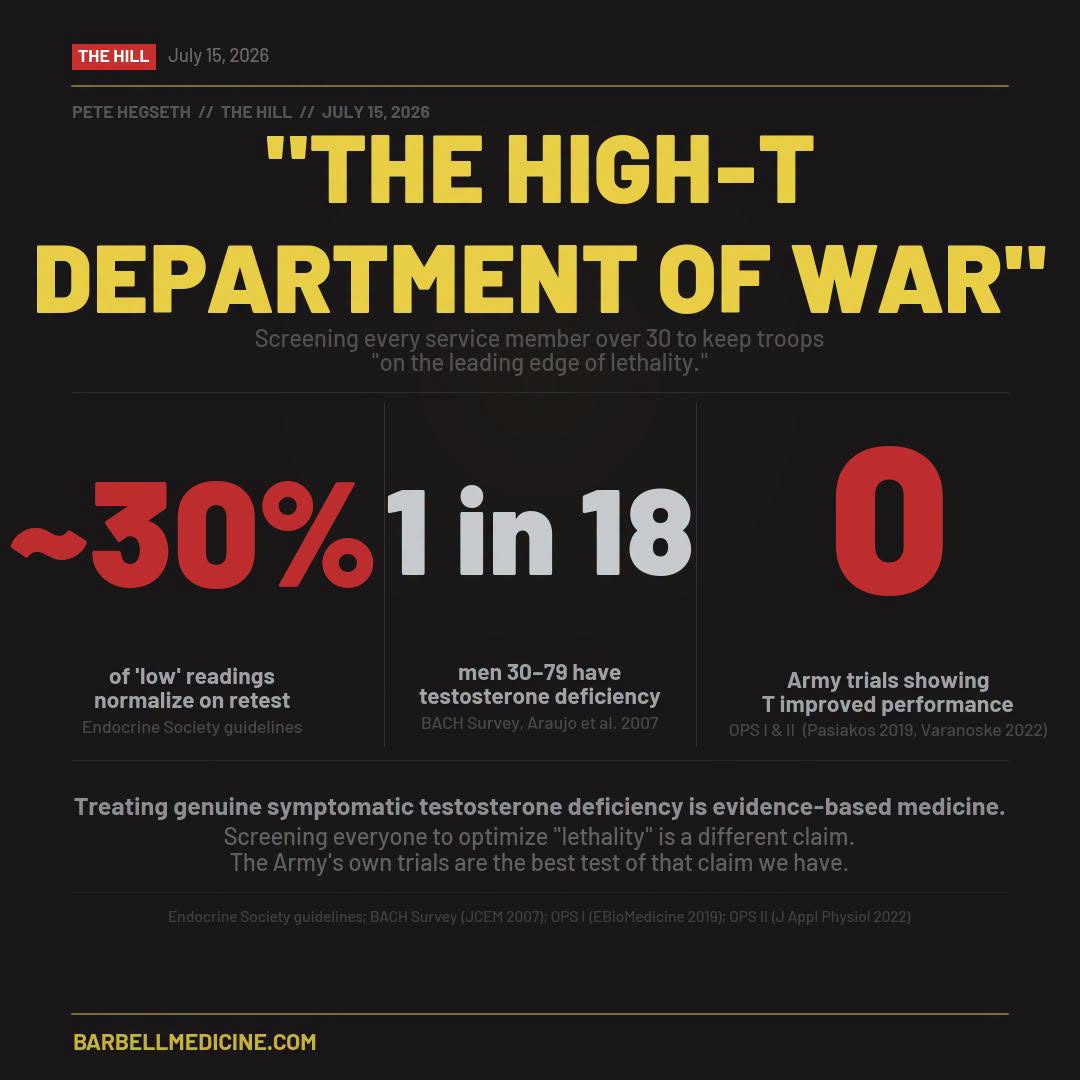 THE HILL July 15, 2026
PETE HEGSETH // THE HILL // JULY 15, 2026
"THE HIGH-T
DEPARTMENT OF WAR"
Screening every service member over 30 to keep troops
"on the leading edge of lethality."
~30%
of 'low' readings
normalize on retest
Endocrine Society guidelines
1 in 18
men 30–79 have
testosterone deficiency
BACH Survey, Araujo et al. 2007
0
Army trials showing
T improved performance
OPS I & II (Pasiakos 2019, Varanoske 2022)
Treating genuine symptomatic testosterone deficiency is evidence-based medicine.
Screening everyone to optimize "lethality" is a different claim.
The Army's own trials are the best test of that claim we have.
Endocrine Society guidelines; BACH Survey (JCEM 2007); OPS I (EBioMedicine 2019); OPS II (J Appl Physiol 2022)
BARBELLMEDICINE.COM